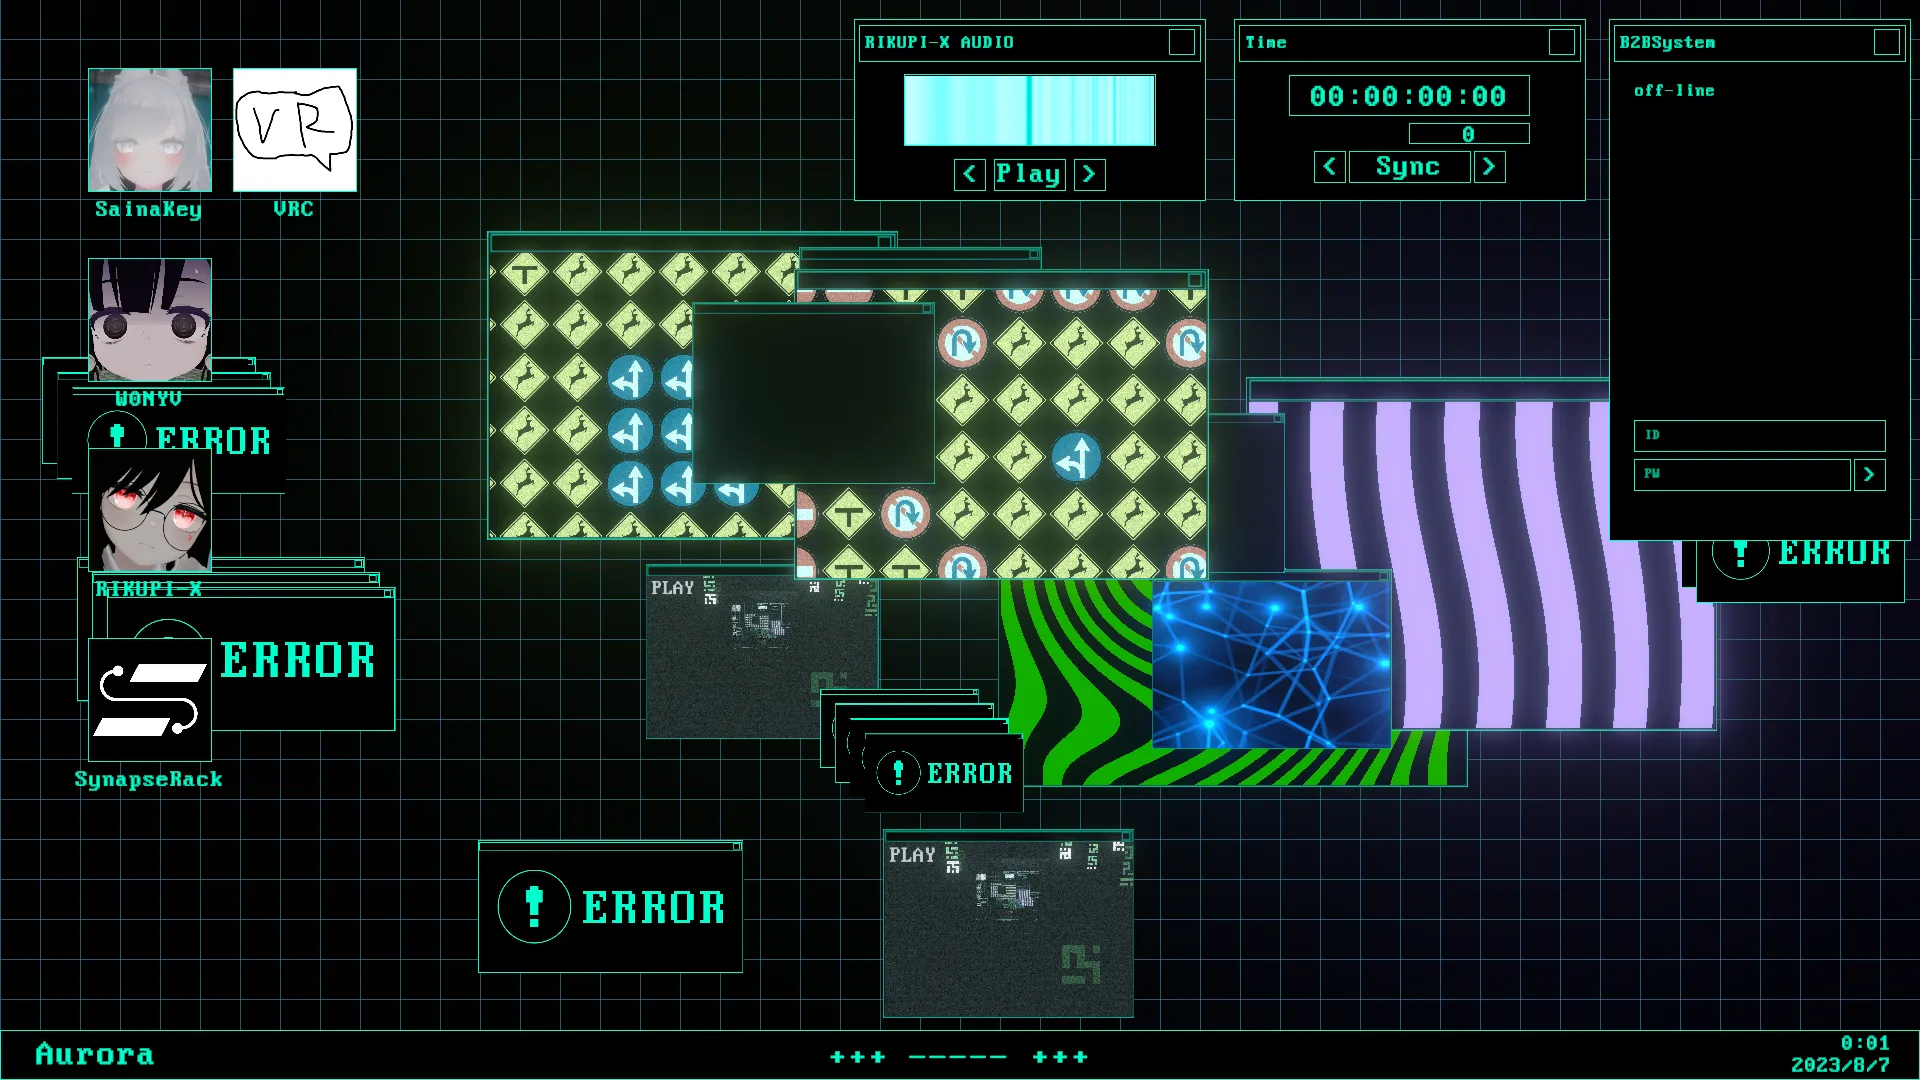 RIKUPI-X AUDIO
< Play >
Time
00:00:00:00
0
< Sync >
B2BSystem
off-line
ID
PW >
VR
SainaKey
VRC
W0NYV
ERROR
RIKUPI-X
ERROR
SynapseRack
PLAY
ERROR
ERROR
ERROR
PLAY
Aurora
+++ ----- +++
0:01
2023/8/7